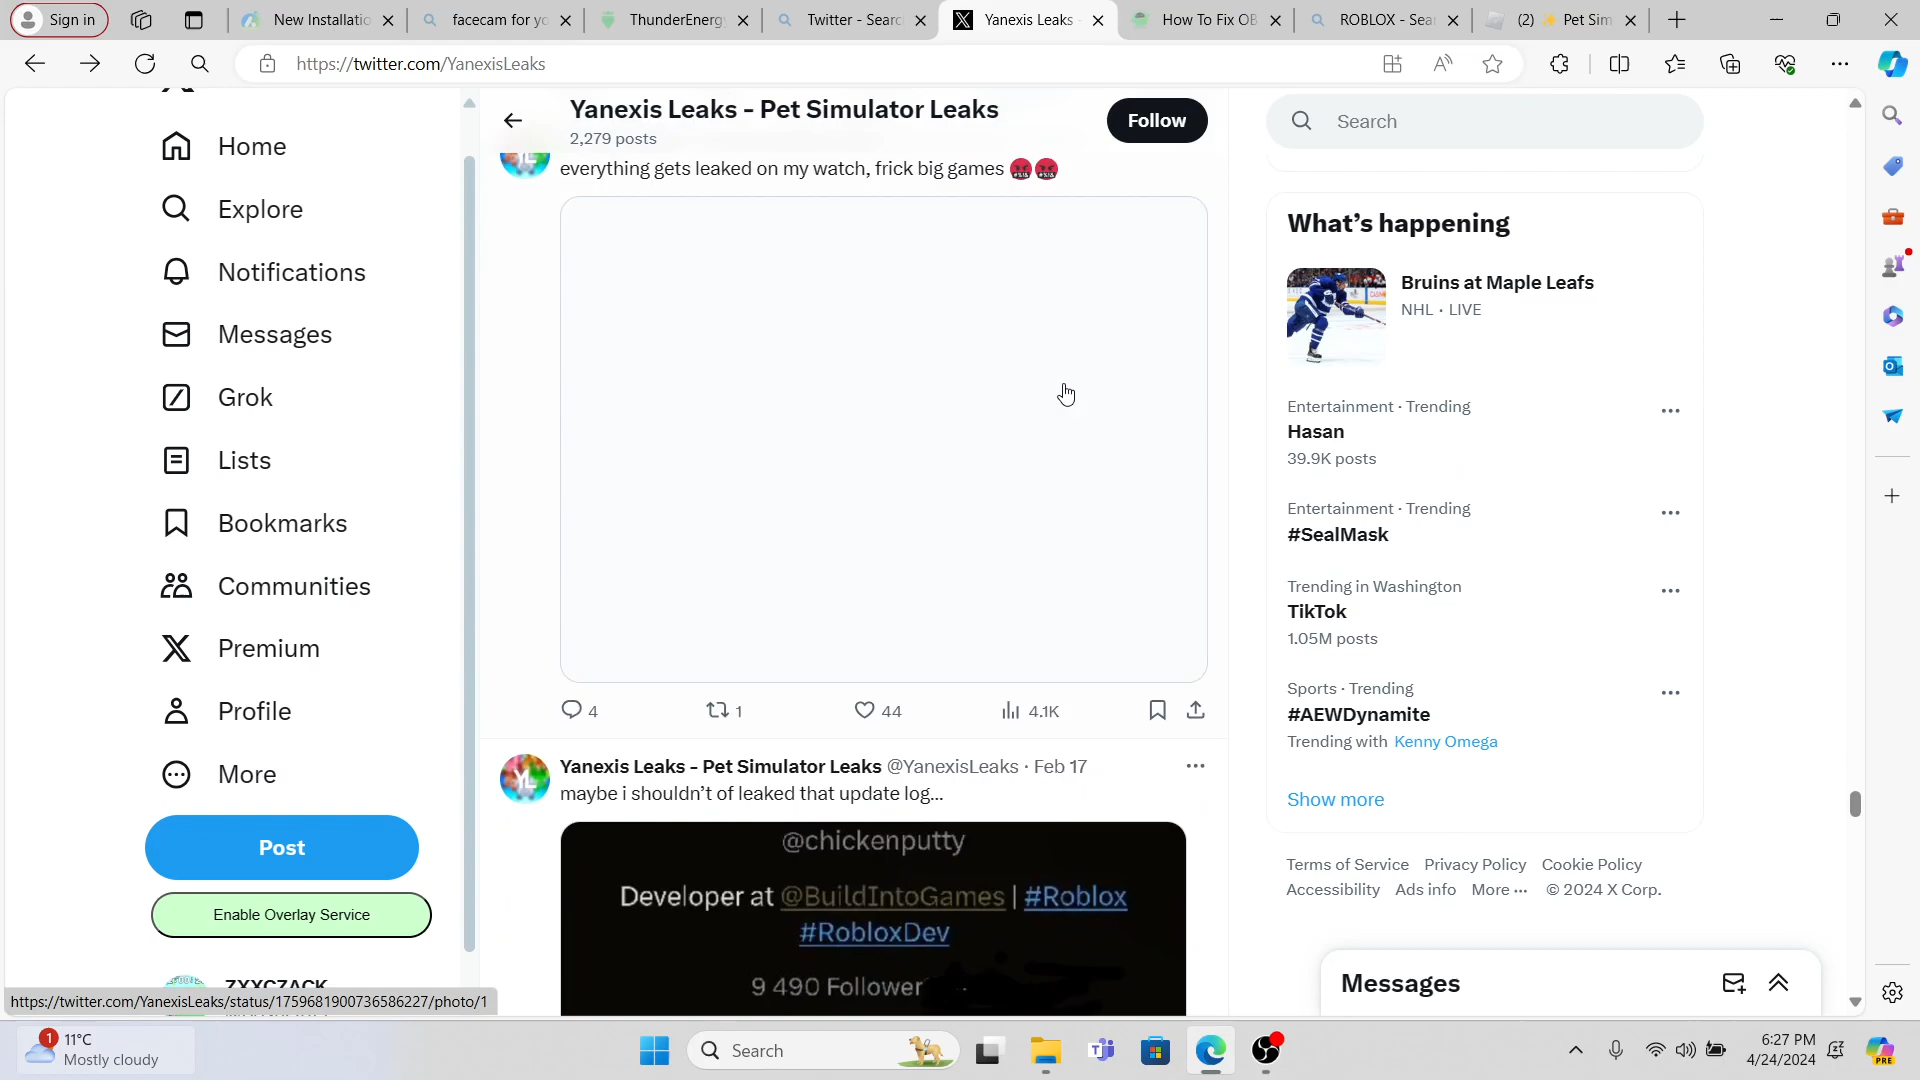 Sign in
New Installatio
facecam for yo
ThunderEnergy
Twitter - Searc
Yanexis Leaks -
How To Fix OB
ROBLOX - Sea
(2) ✨ Pet Sim
https://twitter.com/YanexisLeaks
Home
Explore
Notifications
Messages
Grok
Lists
Bookmarks
Communities
Premium
Profile
More
Post
Enable Overlay Service
ZXXCZACK
https://twitter.com/YanexisLeaks/status/1759681900736586227/photo/1
Yanexis Leaks - Pet Simulator Leaks
2,279 posts
Follow
everything gets leaked on my watch, frick big games 🤬🤬
4
1
44
4.1K
Yanexis Leaks - Pet Simulator Leaks @YanexisLeaks · Feb 17
maybe i shouldn't of leaked that update log...
@chickenputty
Developer at @BuildIntoGames | #Roblox
#RobloxDev
9 490 Follower
Search
What's happening
Bruins at Maple Leafs
NHL · LIVE
Entertainment · Trending
Hasan
39.9K posts
Entertainment · Trending
#SealMask
Trending in Washington
TikTok
1.05M posts
Sports · Trending
#AEWDynamite
Trending with Kenny Omega
Show more
Terms of Service Privacy Policy Cookie Policy
Accessibility Ads info More ··· © 2024 X Corp.
Messages
1
11°C
Mostly cloudy
Search
6:27 PM
4/24/2024
PRE